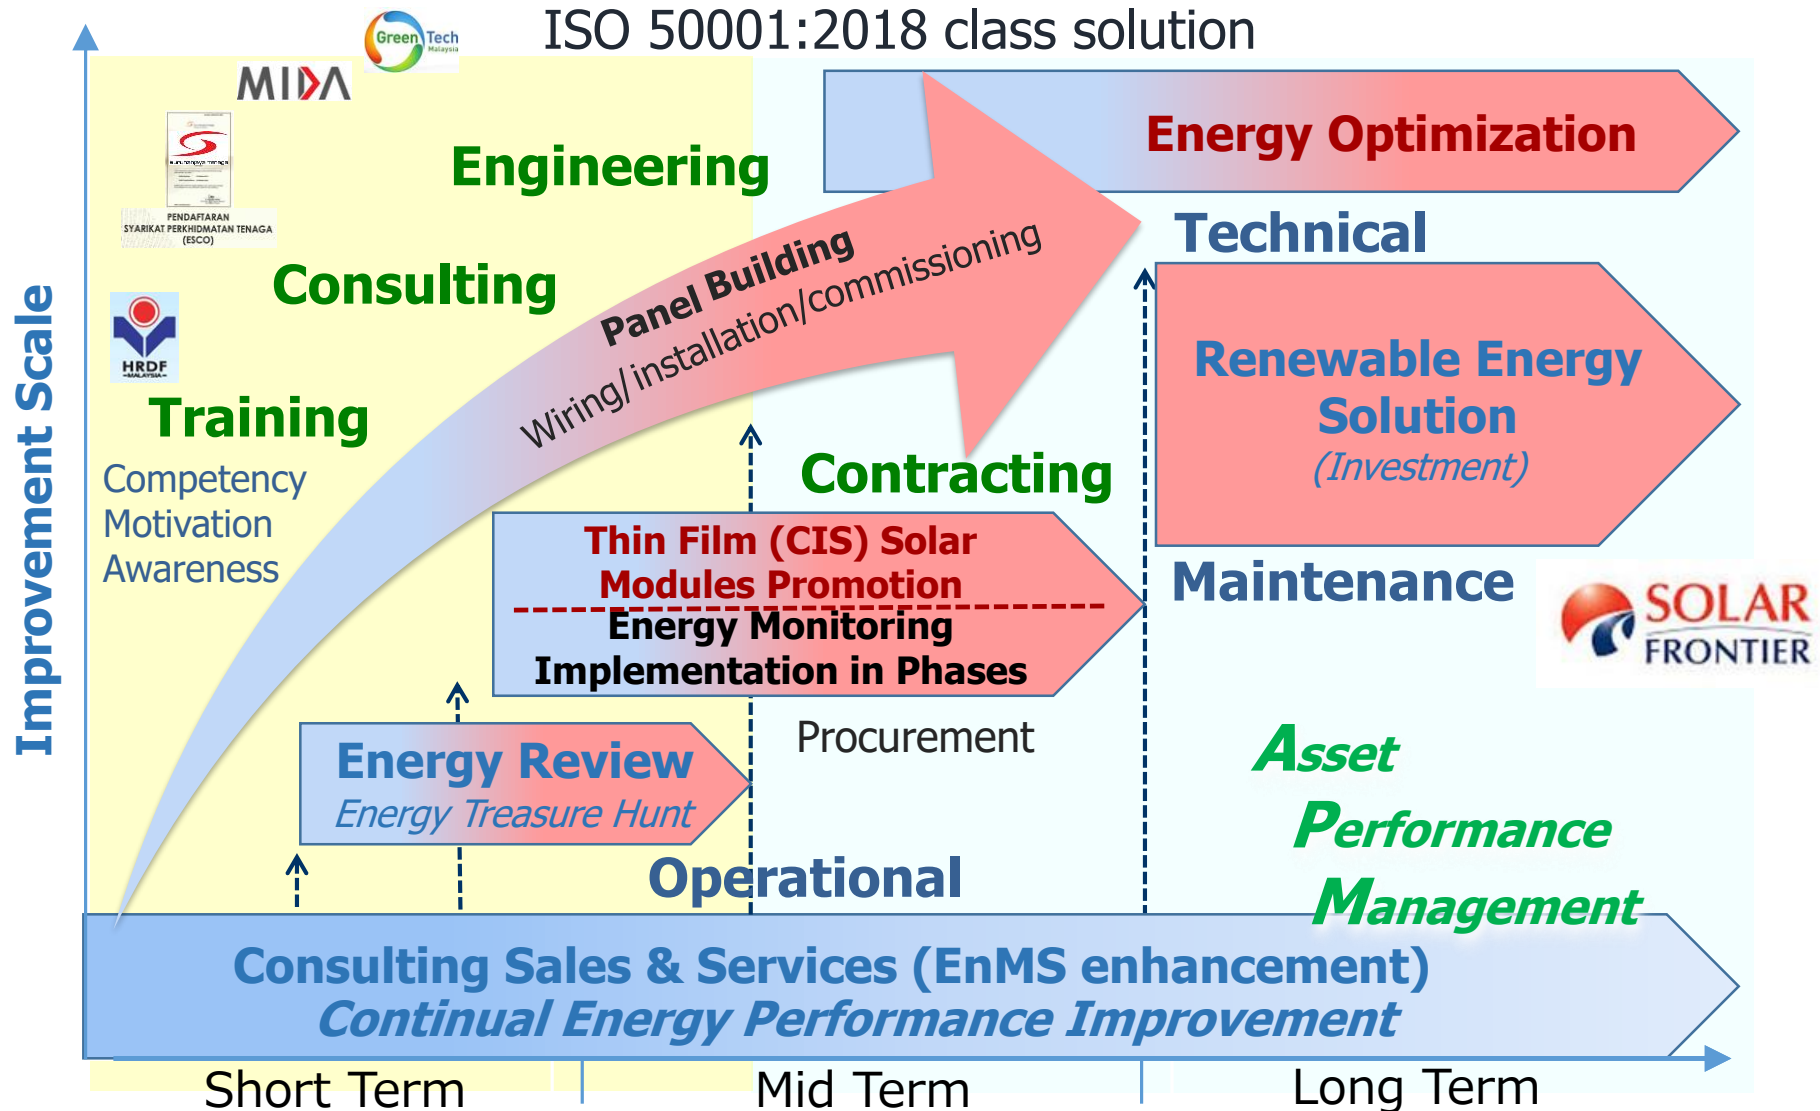 ISO 50001:2018 class solution
Green Tech
Malaysia
MIDA
PENDAFTARAN
SYARIKAT PERKHIDMATAN TENAGA
(ESCO)
Engineering
Energy Optimization
Technical
Consulting
Panel Building
Wiring/installation/commissioning
HRDF
MALAYSIA
Training
Competency
Motivation
Awareness
Improvement Scale
Renewable Energy
Solution
(Investment)
Contracting
Thin Film (CIS) Solar
Modules Promotion
Energy Monitoring
Implementation in Phases
Maintenance
SOLAR
FRONTIER
Procurement
Energy Review
Energy Treasure Hunt
Asset
Performance
Management
Operational
Consulting Sales & Services (EnMS enhancement)
Continual Energy Performance Improvement
Short Term
Mid Term
Long Term